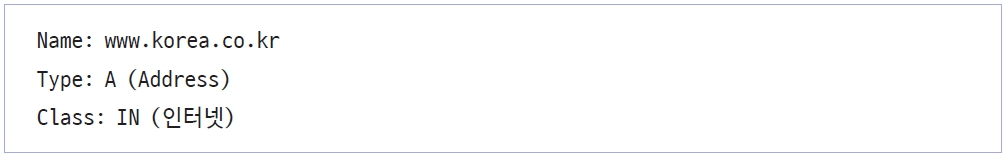 Name: www.korea.co.kr
Type: A (Address)
Class: IN (인터넷)